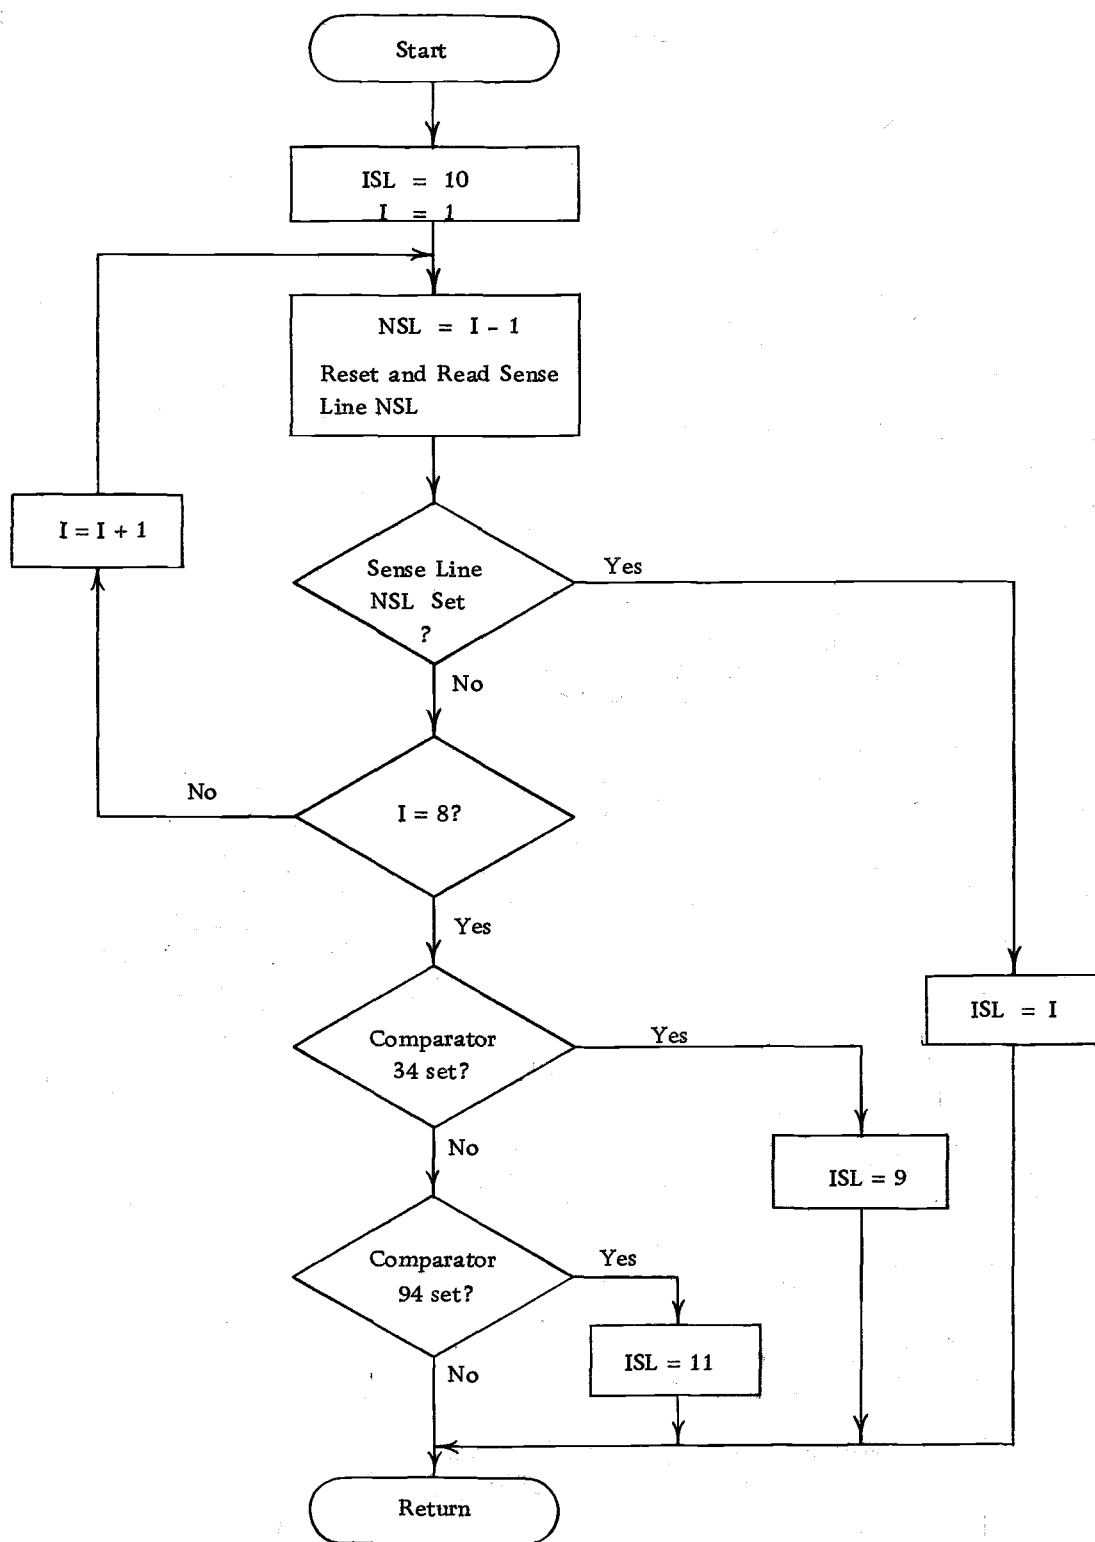 Start
ISL = 10
I = 1
NSL = I - 1
Reset and Read Sense
Line NSL
I = I + 1
Sense Line
NSL Set
?
Yes
No
I = 8?
No
Yes
ISL = I
Comparator
34 set?
Yes
No
ISL = 9
Comparator
94 set?
Yes
ISL = 11
No
Return